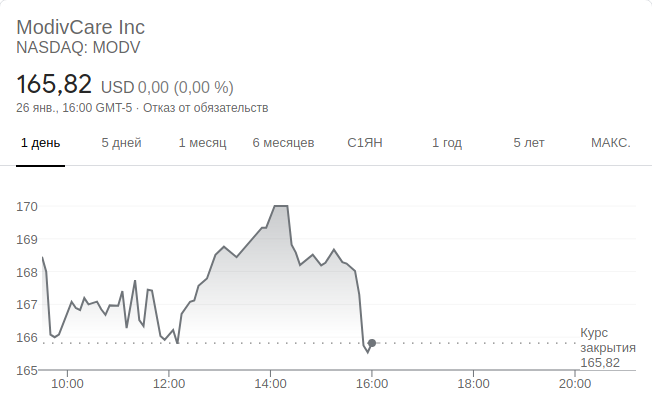 ModivCare Inc
NASDAQ: MODV
165,82 USD 0,00 (0,00 %)
26 янв., 16:00 GMT-5 · Отказ от обязательств
1 день 5 дней 1 месяц 6 месяцев С1ЯН 1 год 5 лет МАКС.
170
169
168
167
166
165
Курс
закрытия
165,82
10:00 12:00 14:00 16:00 18:00 20:00